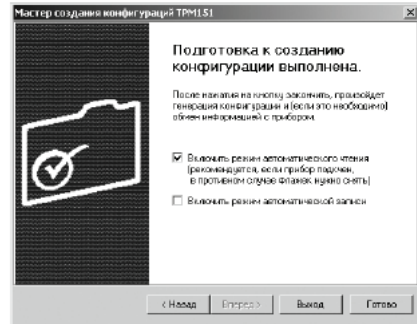 Мастер создания конфигураций ТРМ151
Подготовка к созданию
конфигурации выполнена.
После нажатия на кнопку закончить, произойдет
генерация конфигурации и (если это необходимо)
обмен информацией с прибором.
Включить режим автоматического чтения
(рекомендуется, если прибор подключен,
в противном случае флажек нужно снять)
Включить режим автоматической записи
< Назад
Вперед >
Выход
Готово